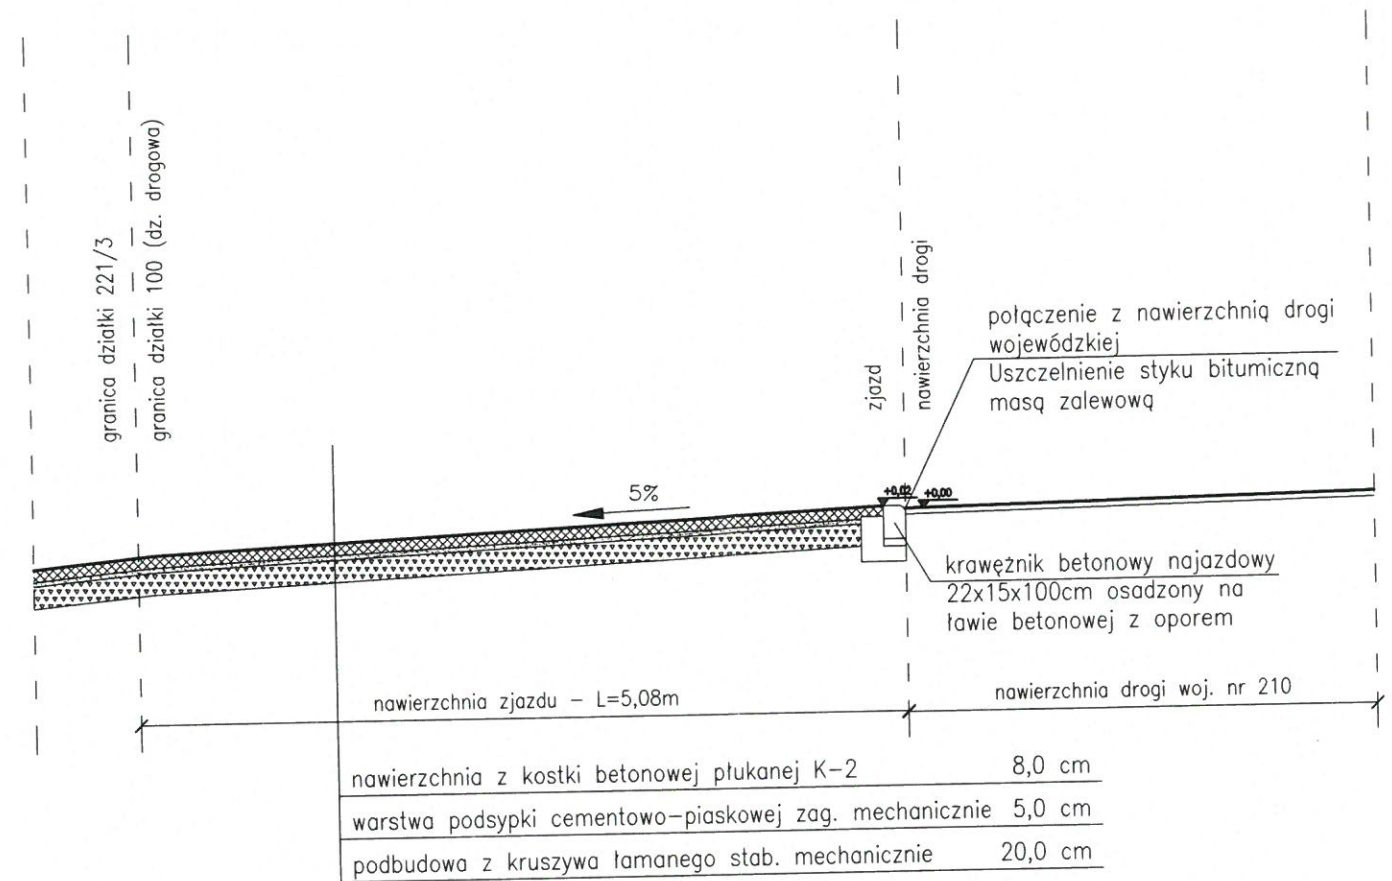 granica działki 221/3
granica działki 100 (dz. drogowa)
zjazd
nawierzchnia drogi
połączenie z nawierzchnią drogi
wojewódzkiej
Uszczelnienie styku bitumiczną
masą zalewową
5%
+0,02
+0,00
krawężnik betonowy najazdowy
22x15x100cm osadzony na
ławie betonowej z oporem
nawierzchnia zjazdu – L=5,08m
nawierzchnia drogi woj. nr 210
nawierzchnia z kostki betonowej płukanej K–2 8,0 cm
warstwa podsypki cementowo–piaskowej zag. mechanicznie 5,0 cm
podbudowa z kruszywa łamanego stab. mechanicznie 20,0 cm